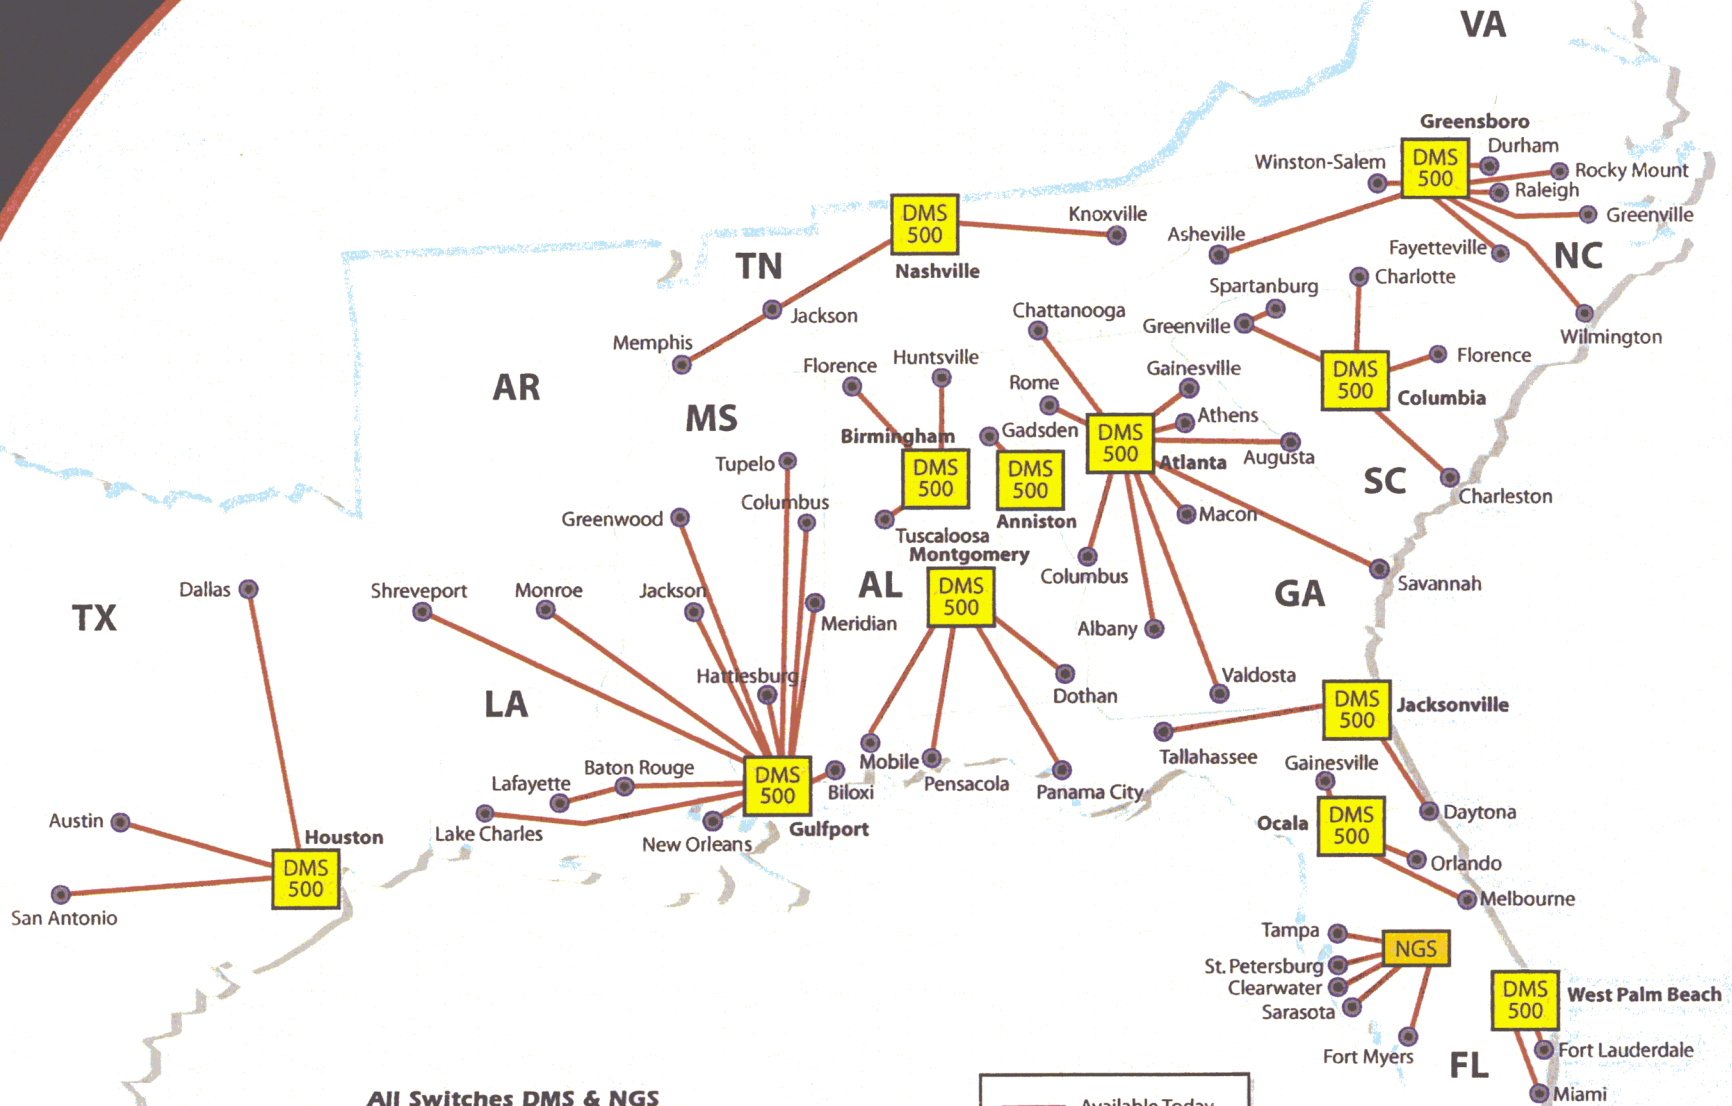 VA
Greensboro
Durham
DMS
500
Winston-Salem
Rocky Mount
Raleigh
Greenville
Asheville
Fayetteville
NC
Wilmington
DMS
500
Nashville
Knoxville
TN
Jackson
Memphis
Charlotte
Spartanburg
Greenville
Florence
DMS
500
Columbia
Charleston
SC
Chattanooga
Gainesville
Rome
Athens
Gadsden
DMS
500
Atlanta
Augusta
Macon
Columbus
Savannah
Albany
Valdosta
GA
AR
MS
Florence
Huntsville
Birmingham
DMS
500
Tuscaloosa
DMS
500
Anniston
Montgomery
DMS
500
AL
Mobile
Pensacola
Panama City
Dothan
Tupelo
Columbus
Greenwood
Shreveport
Monroe
Jackson
Meridian
Hattiesburg
LA
Baton Rouge
Lafayette
Lake Charles
New Orleans
DMS
500
Gulfport
Biloxi
Dallas
TX
Austin
San Antonio
Houston
DMS
500
DMS
500
Jacksonville
Tallahassee
Gainesville
Daytona
Ocala
DMS
500
Orlando
Melbourne
Tampa
NGS
St. Petersburg
Clearwater
Sarasota
Fort Myers
DMS
500
West Palm Beach
Fort Lauderdale
Miami
FL
All Switches DMS & NGS
Available Today